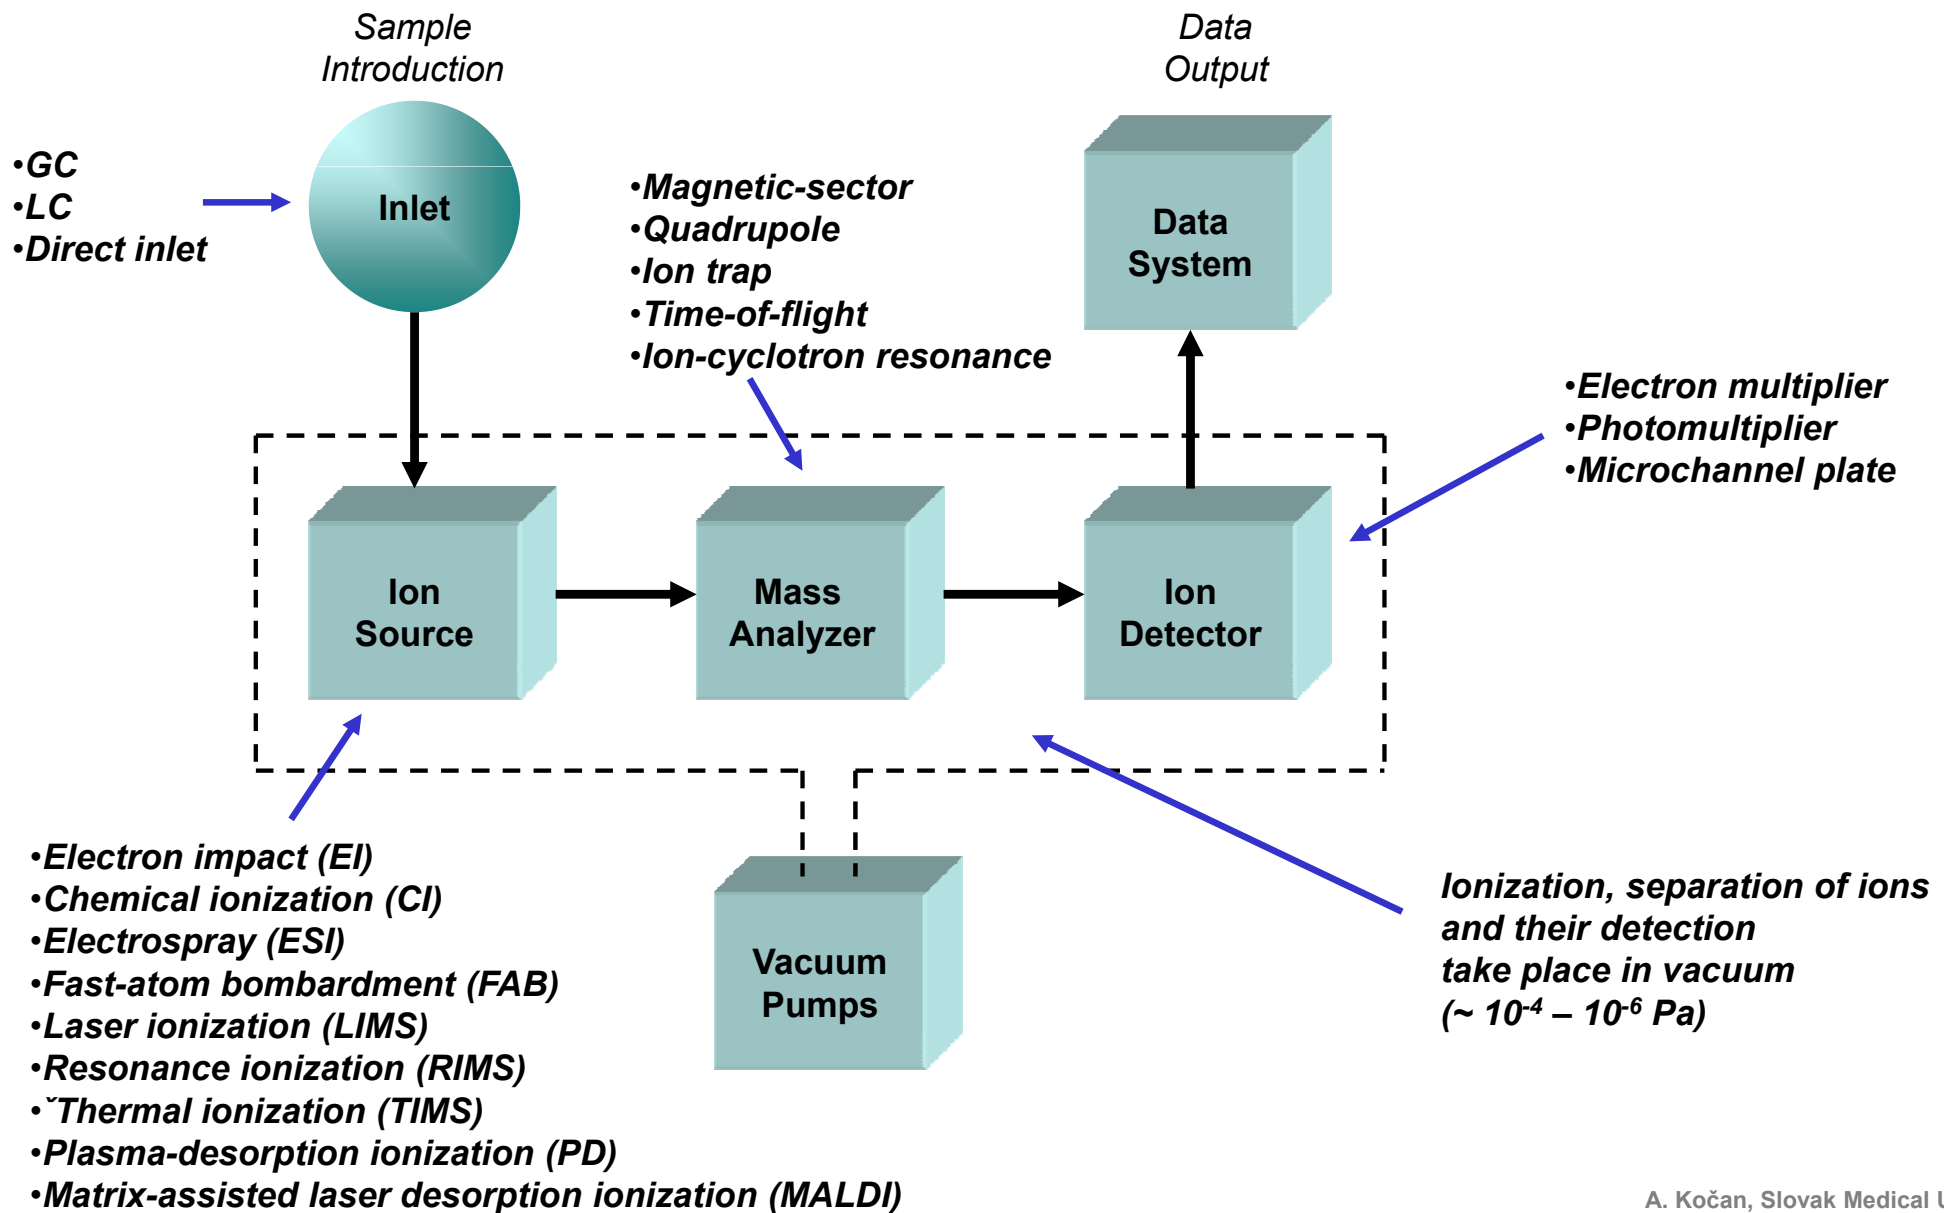 Sample
Introduction
Data
Output
•GC
•LC
•Direct inlet
Inlet
•Magnetic-sector
•Quadrupole
•Ion trap
•Time-of-flight
•Ion-cyclotron resonance
Data
System
•Electron multiplier
•Photomultiplier
•Microchannel plate
Ion
Source
Mass
Analyzer
Ion
Detector
•Electron impact (EI)
•Chemical ionization (CI)
•Electrospray (ESI)
•Fast-atom bombardment (FAB)
•Laser ionization (LIMS)
•Resonance ionization (RIMS)
•ˇThermal ionization (TIMS)
•Plasma-desorption ionization (PD)
•Matrix-assisted laser desorption ionization (MALDI)
Vacuum
Pumps
Ionization, separation of ions
and their detection
take place in vacuum
(~ 10⁻⁴ – 10⁻⁶ Pa)
A. Kočan, Slovak Medical U